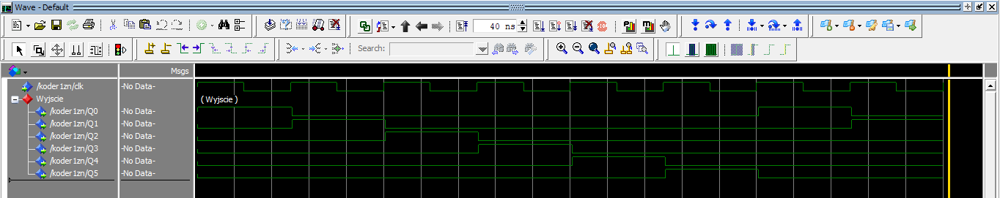 Wave - Default
40 ns
Search:
Msgs
/koder1zn/clk -No Data-
Wyjscie ( Wyjscie )
/koder1zn/Q0 -No Data-
/koder1zn/Q1 -No Data-
/koder1zn/Q2 -No Data-
/koder1zn/Q3 -No Data-
/koder1zn/Q4 -No Data-
/koder1zn/Q5 -No Data-